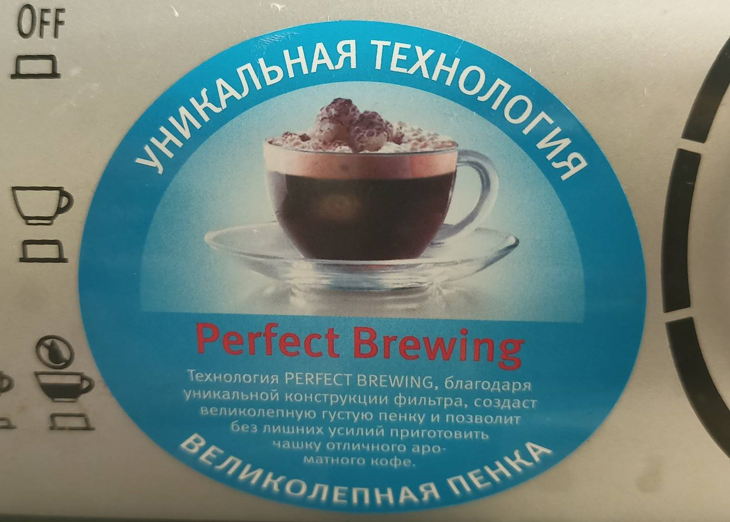 OFF
УНИКАЛЬНАЯ ТЕХНОЛОГИЯ
Perfect Brewing
Технология PERFECT BREWING, благодаря
уникальной конструкции фильтра, создаст
великолепную густую пенку и позволит
без лишних усилий приготовить
чашку отличного аро-
матного кофе.
ВЕЛИКОЛЕПНАЯ ПЕНКА